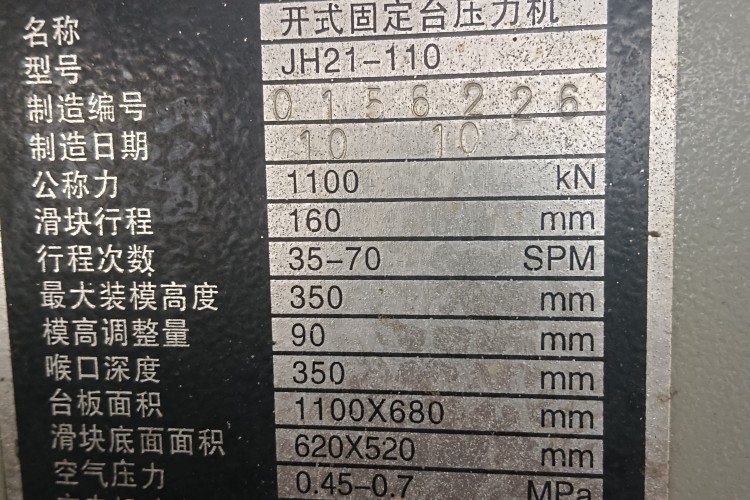 名称 开式固定台压力机
型号 JH21-110
制造编号 0156226
制造日期 10 10
公称力 1100 kN
滑块行程 160 mm
行程次数 35-70 SPM
最大装模高度 350 mm
模高调整量 90 mm
喉口深度 350 mm
台板面积 1100X680 mm
滑块底面面积 620X520 mm
空气压力 0.45-0.7 MPa